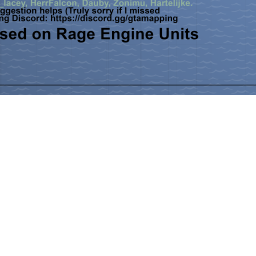 lacey, HerrFalcon, Dauby, Zonimu, Hartelijke.
ggestion helps (Truly sorry if I missed
ng Discord: https://discord.gg/gtamapping
sed on Rage Engine Units